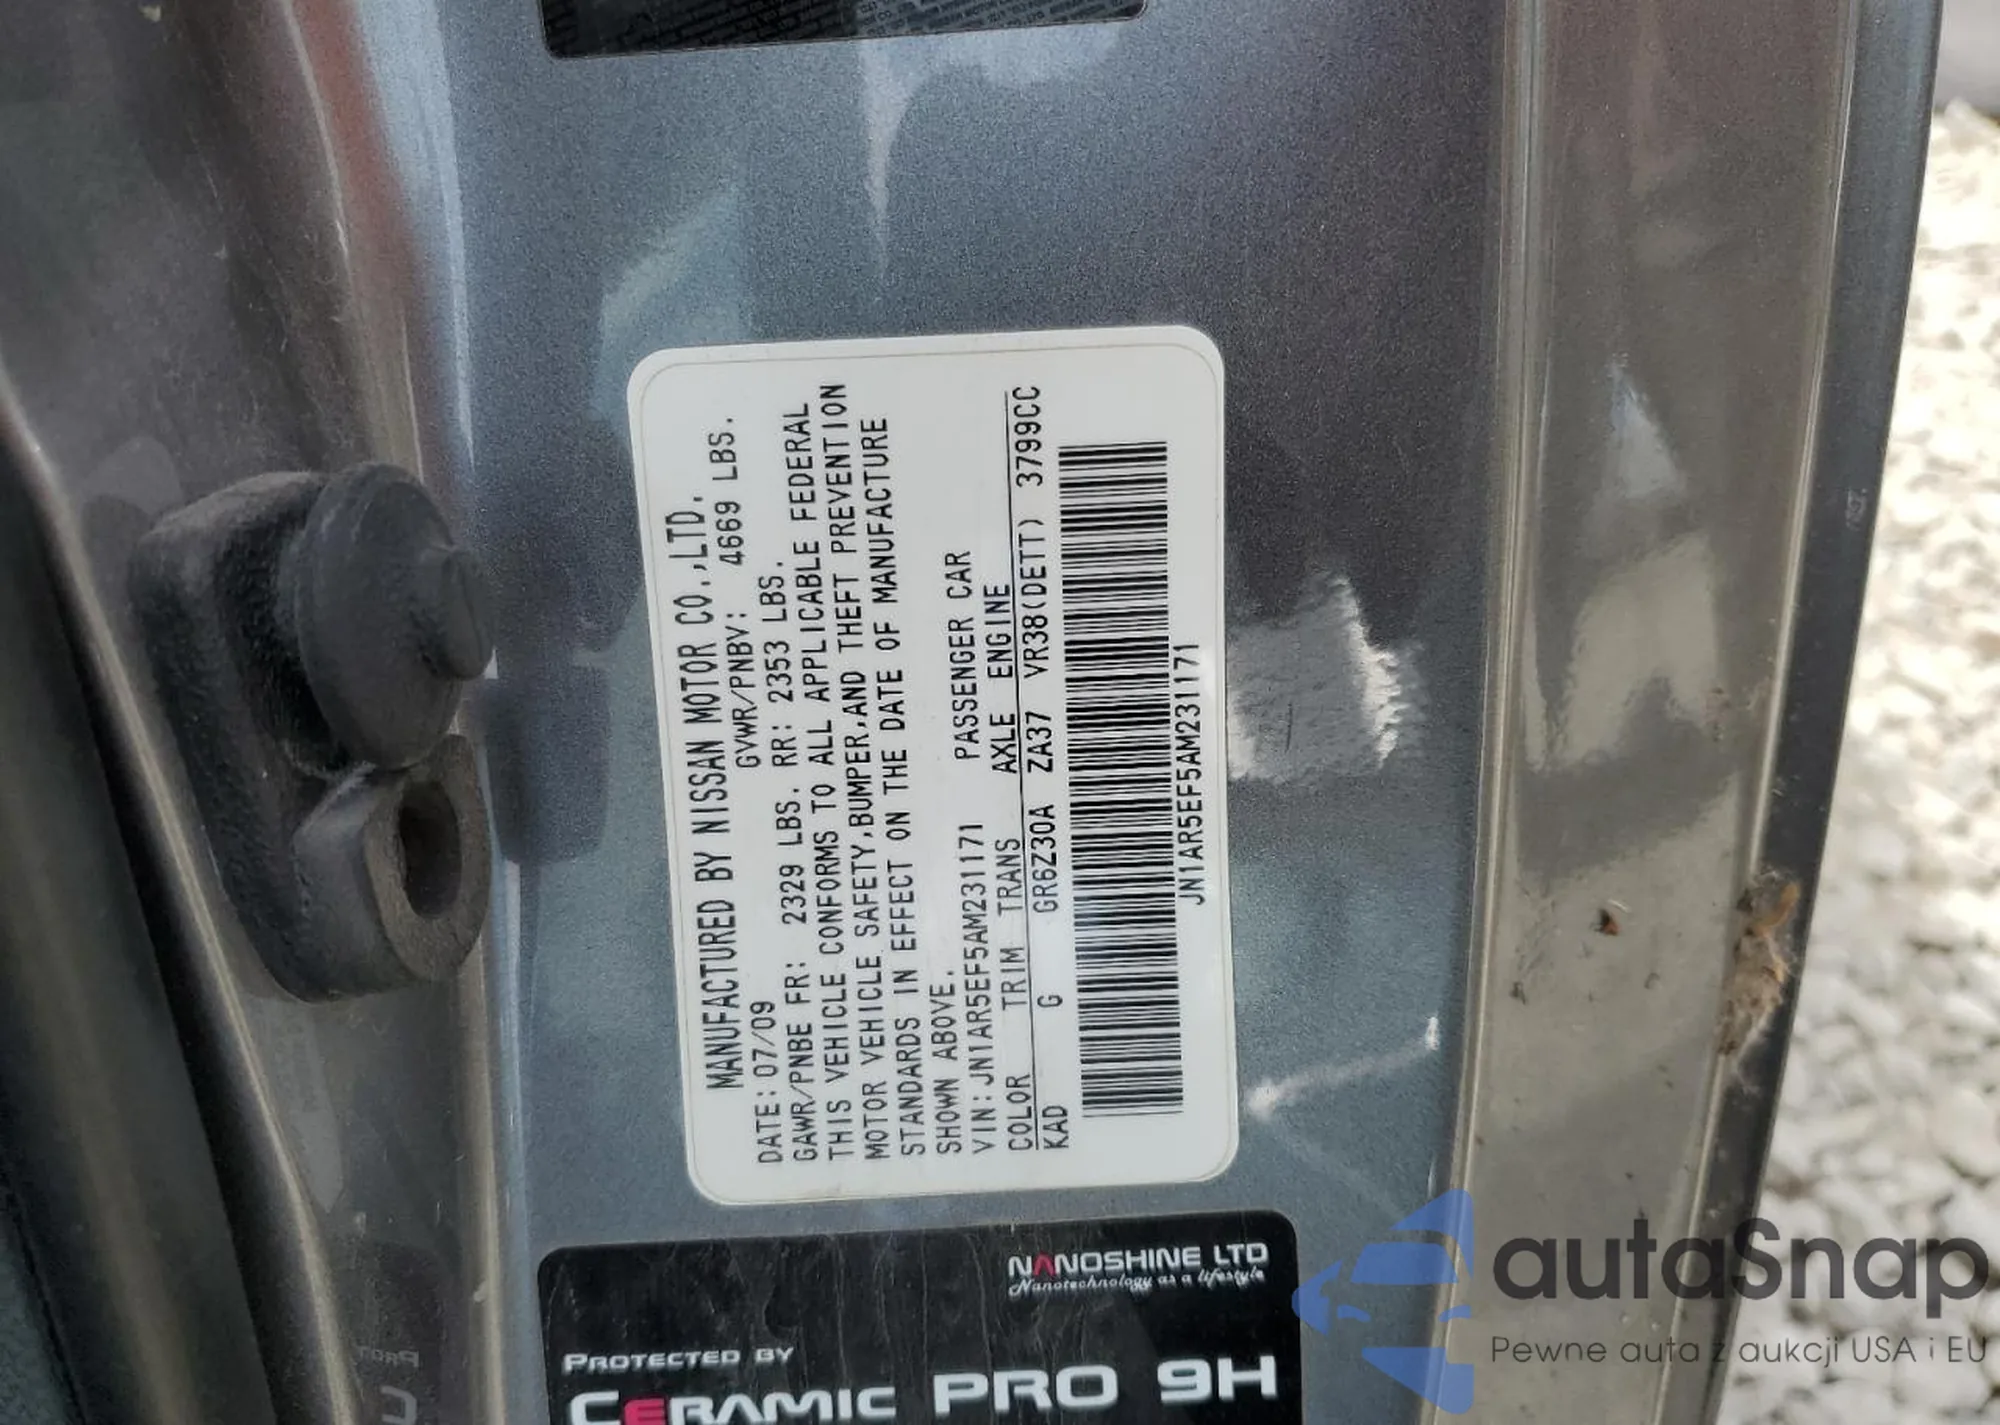 MANUFACTURED BY NISSAN MOTOR CO.,LTD.
DATE: 07/09 GVWR/PNBV: 4669 LBS.
GAWR/PNBE FR: 2329 LBS. RR: 2353 LBS.
THIS VEHICLE CONFORMS TO ALL APPLICABLE FEDERAL
MOTOR VEHICLE SAFETY,BUMPER,AND THEFT PREVENTION
STANDARDS IN EFFECT ON THE DATE OF MANUFACTURE
SHOWN ABOVE.
VIN: JN1AR5EF5AM231171 PASSENGER CAR
COLOR TRIM TRANS AXLE ENGINE
KAD G GR6Z30A ZA37 VR38(DETT) 3799CC
JN1AR5EF5AM231171
NANOSHINE LTD
Nanotechnology as a lifestyle
PROTECTED BY
CERAMIC PRO 9H
autaSnap
Pewne auta z aukcji USA i EU